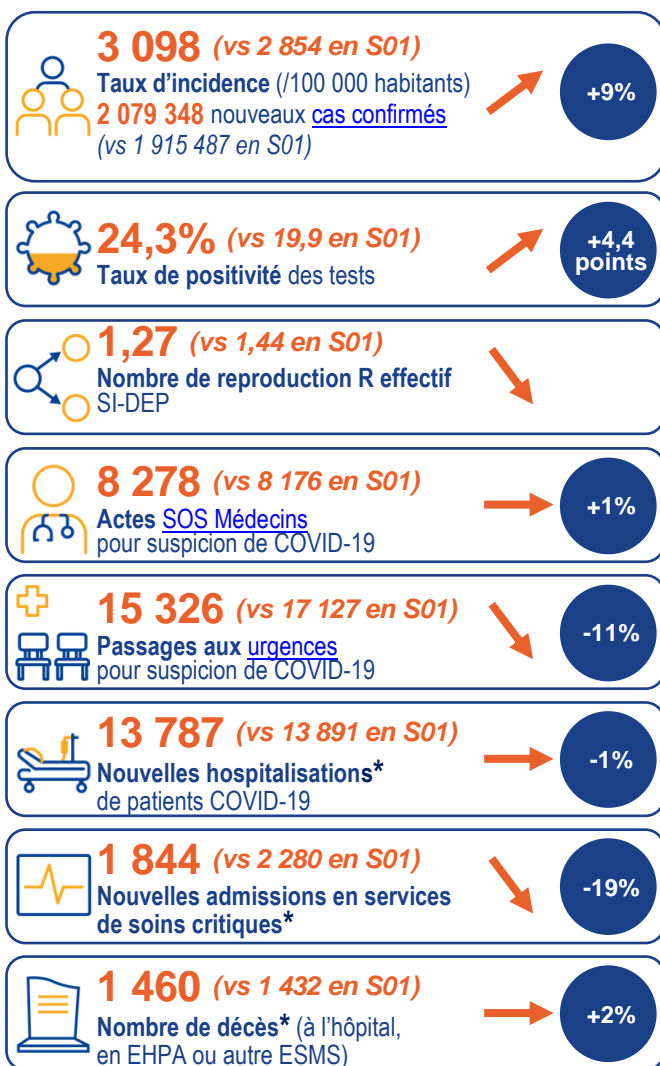 3 098 (vs 2 854 en S01)
Taux d'incidence (/100 000 habitants)
2 079 348 nouveaux cas confirmés
(vs 1 915 487 en S01)
+9%
24,3% (vs 19,9 en S01)
Taux de positivité des tests
+4,4
points
1,27 (vs 1,44 en S01)
Nombre de reproduction R effectif
SI-DEP
8 278 (vs 8 176 en S01)
Actes SOS Médecins
pour suspicion de COVID-19
+1%
15 326 (vs 17 127 en S01)
Passages aux urgences
pour suspicion de COVID-19
-11%
13 787 (vs 13 891 en S01)
Nouvelles hospitalisations*
de patients COVID-19
-1%
1 844 (vs 2 280 en S01)
Nouvelles admissions en services
de soins critiques*
-19%
1 460 (vs 1 432 en S01)
Nombre de décès* (à l'hôpital,
en EHPA ou autre ESMS)
+2%